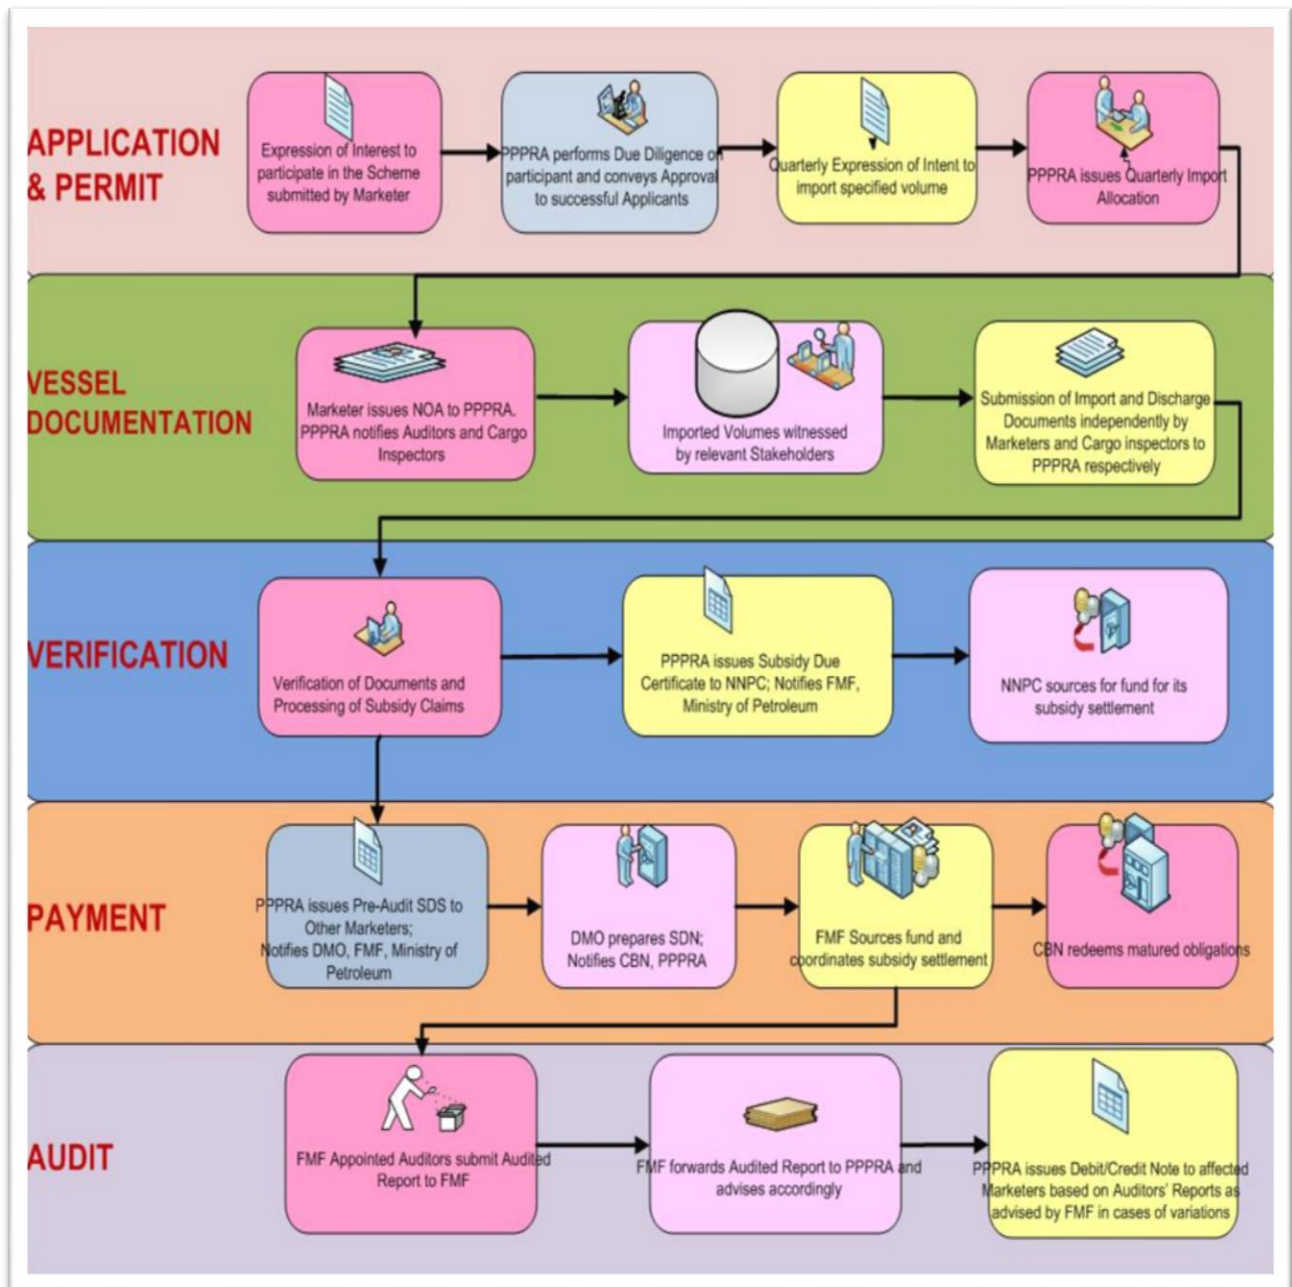 APPLICATION
& PERMIT
Expression of Interest to
participate in the Scheme
submitted by Marketer
PPPRA performs Due Diligence on
participant and conveys Approval
to successful Applicants
Quarterly Expression of Intent to
import specified volume
PPPRA issues Quarterly Import
Allocation
VESSEL
DOCUMENTATION
Marketer issues NOA to PPPRA.
PPPRA notifies Auditors and Cargo
Inspectors
Imported Volumes witnessed
by relevant Stakeholders
Submission of Import and Discharge
Documents independently by
Marketers and Cargo inspectors to
PPPRA respectively
VERIFICATION
Verification of Documents and
Processing of Subsidy Claims
PPPRA issues Subsidy Due
Certificate to NNPC; Notifies FMF,
Ministry of Petroleum
NNPC sources for fund for its
subsidy settlement
PAYMENT
PPPRA issues Pre-Audit SDS to
Other Marketers;
Notifies DMO, FMF, Ministry of
Petroleum
DMO prepares SDN;
Notifies CBN, PPPRA
FMF Sources fund and
coordinates subsidy settlement
CBN redeems matured obligations
AUDIT
FMF Appointed Auditors submit Audited
Report to FMF
FMF forwards Audited Report to PPPRA and
advises accordingly
PPPRA issues Debit/Credit Note to affected
Marketers based on Auditors' Reports as
advised by FMF in cases of variations